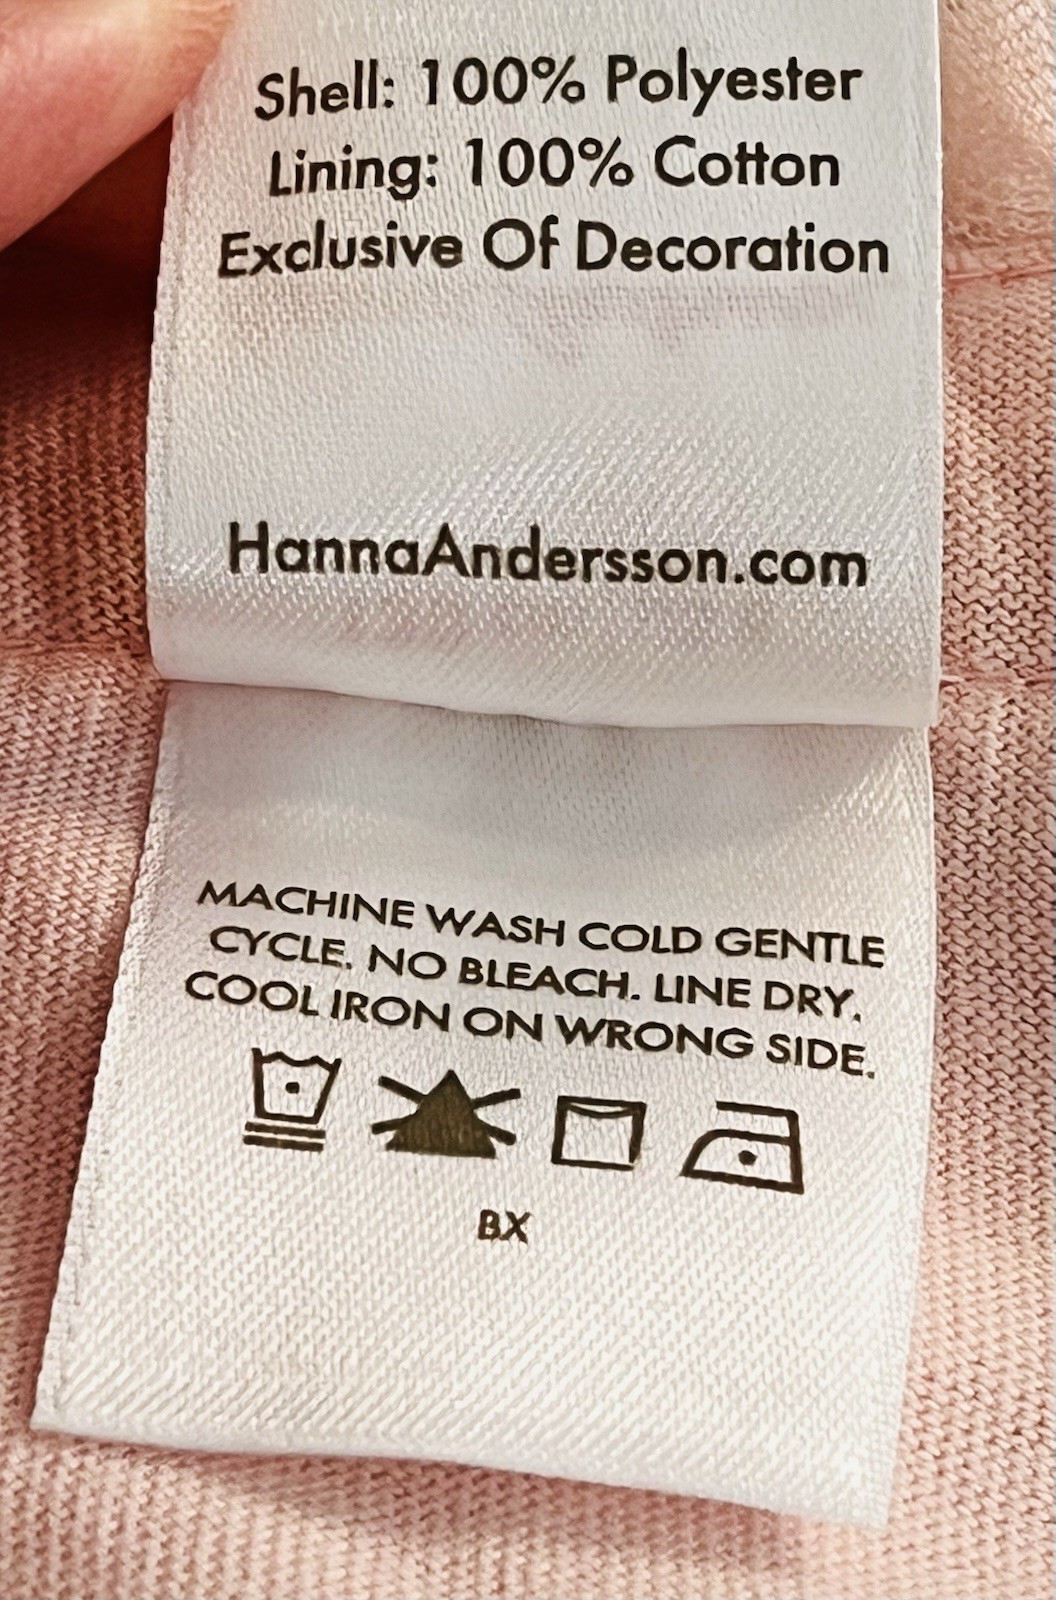 Shell: 100% Polyester
Lining: 100% Cotton
Exclusive Of Decoration
HannaAndersson.com
MACHINE WASH COLD GENTLE
CYCLE. NO BLEACH. LINE DRY.
COOL IRON ON WRONG SIDE.
BX